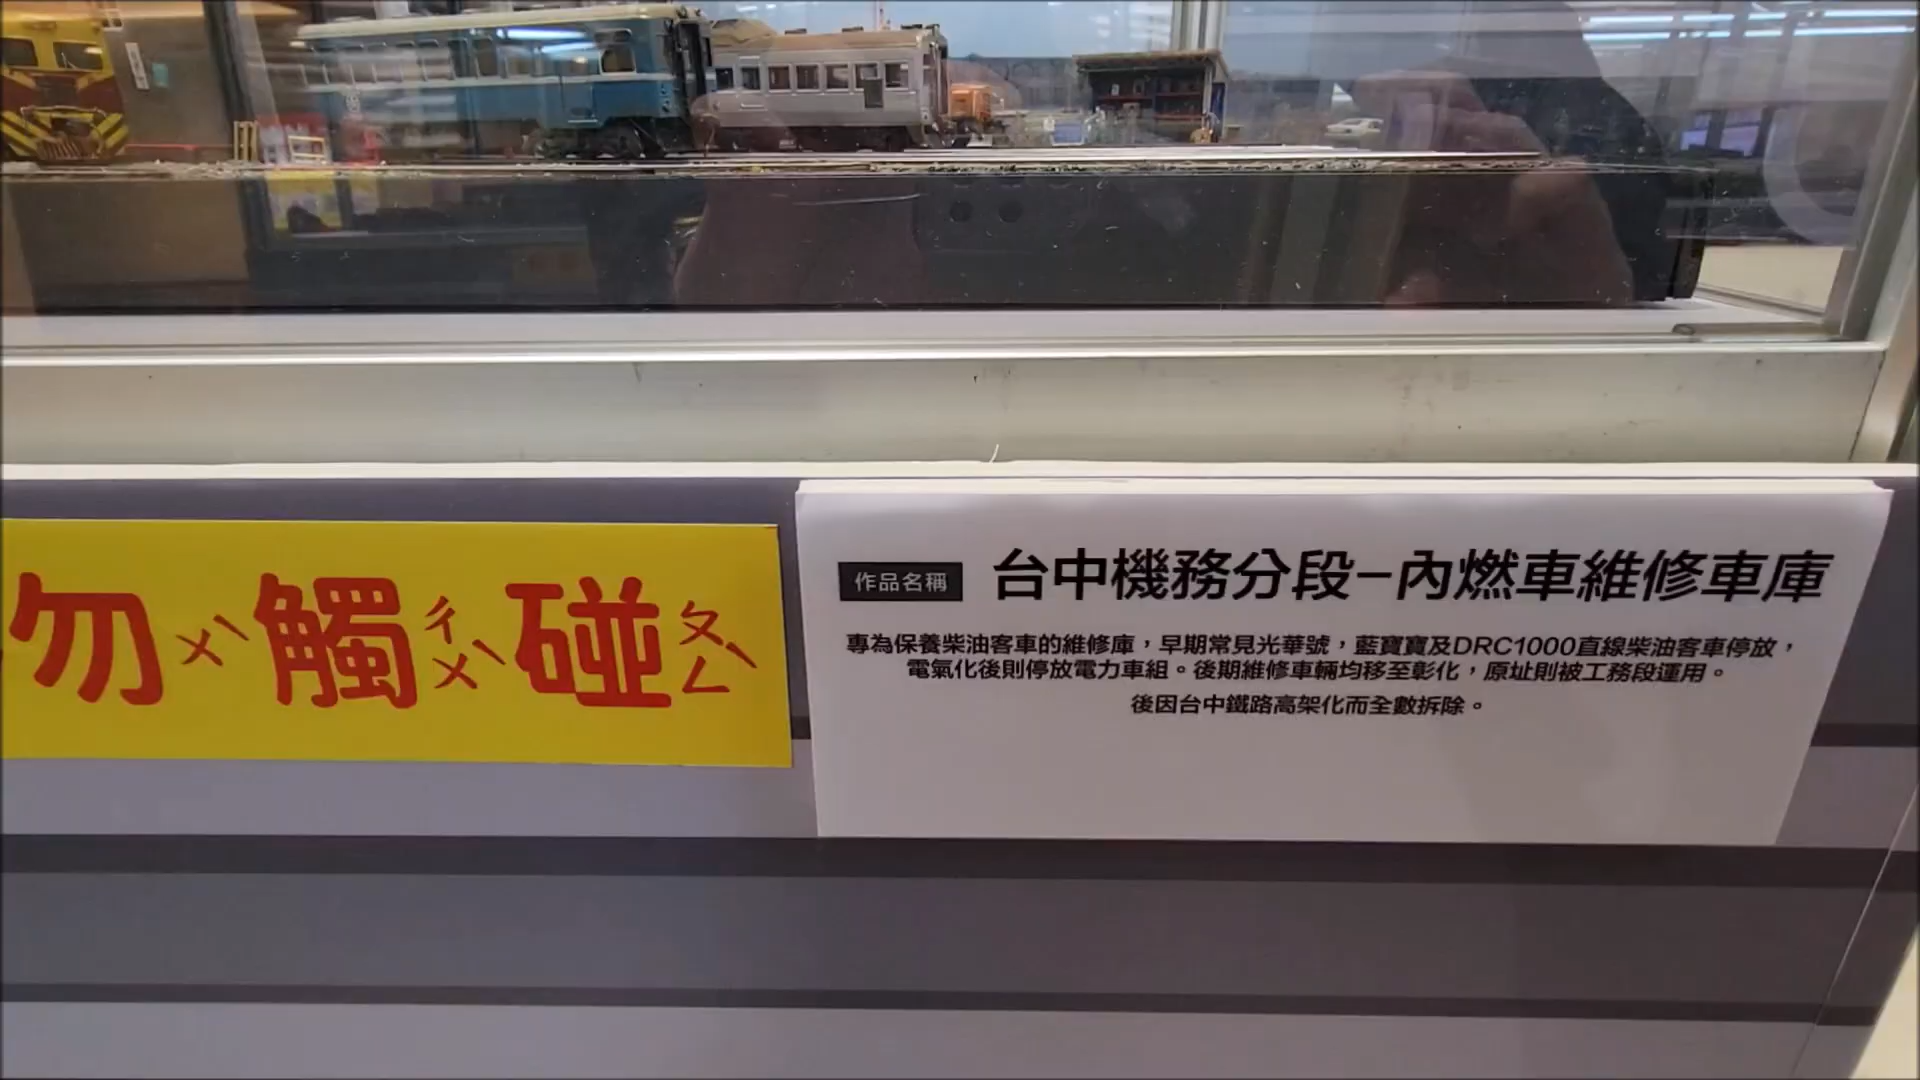 勿ㄨˋ觸ㄔㄨˋ碰ㄆㄥˋ
作品名稱 台中機務分段–內燃車維修車庫
專為保養柴油客車的維修庫，早期常見光華號，藍寶寶及DRC1000直線柴油客車停放，
電氣化後則停放電力車組。後期維修車輛均移至彰化，原址則被工務段運用。
後因台中鐵路高架化而全數拆除。